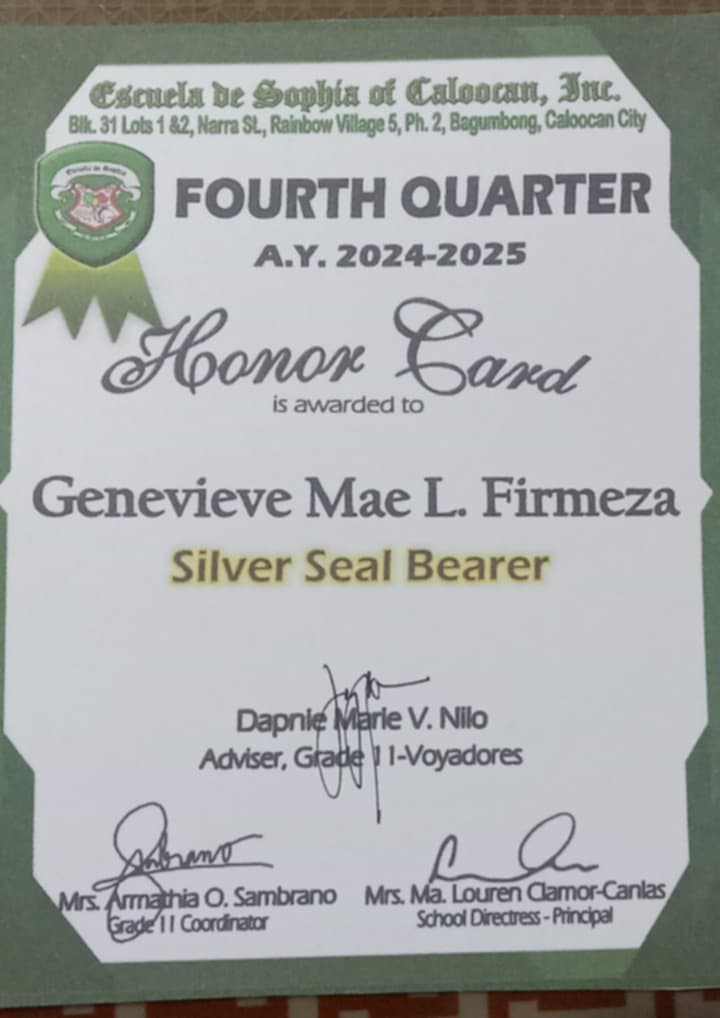 Escuela de Sophia of Caloocan, Inc.
Blk. 31 Lots 1 &2, Narra St., Rainbow Village 5, Ph. 2, Bagumbong, Caloocan City
FOURTH QUARTER
A.Y. 2024-2025
Honor Card
is awarded to
Genevieve Mae L. Firmeza
Silver Seal Bearer
Dapnie Marie V. Nilo
Adviser, Grade 11-Voyadores
Sambrano
Mrs. Armathia O. Sambrano
Grade 11 Coordinator
Mrs. Ma. Louren Clamor-Canlas
School Directress - Principal